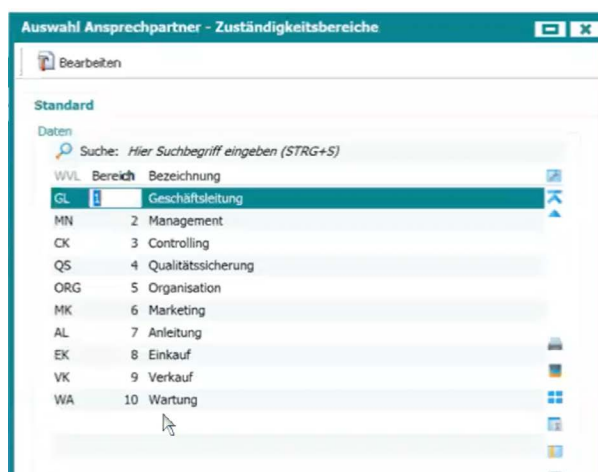 Auswahl Ansprechpartner - Zuständigkeitsbereiche
Bearbeiten
Standard
Daten
Suche: Hier Suchbegriff eingeben (STRG+S)
WVL Bereich Bezeichnung
GL 1 Geschäftsleitung
MN 2 Management
CK 3 Controlling
QS 4 Qualitätssicherung
ORG 5 Organisation
MK 6 Marketing
AL 7 Anleitung
EK 8 Einkauf
VK 9 Verkauf
WA 10 Wartung